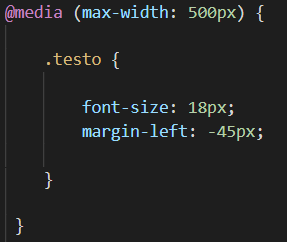 @media (max-width: 500px) {
.testo {
font-size: 18px;
margin-left: -45px;
}
}